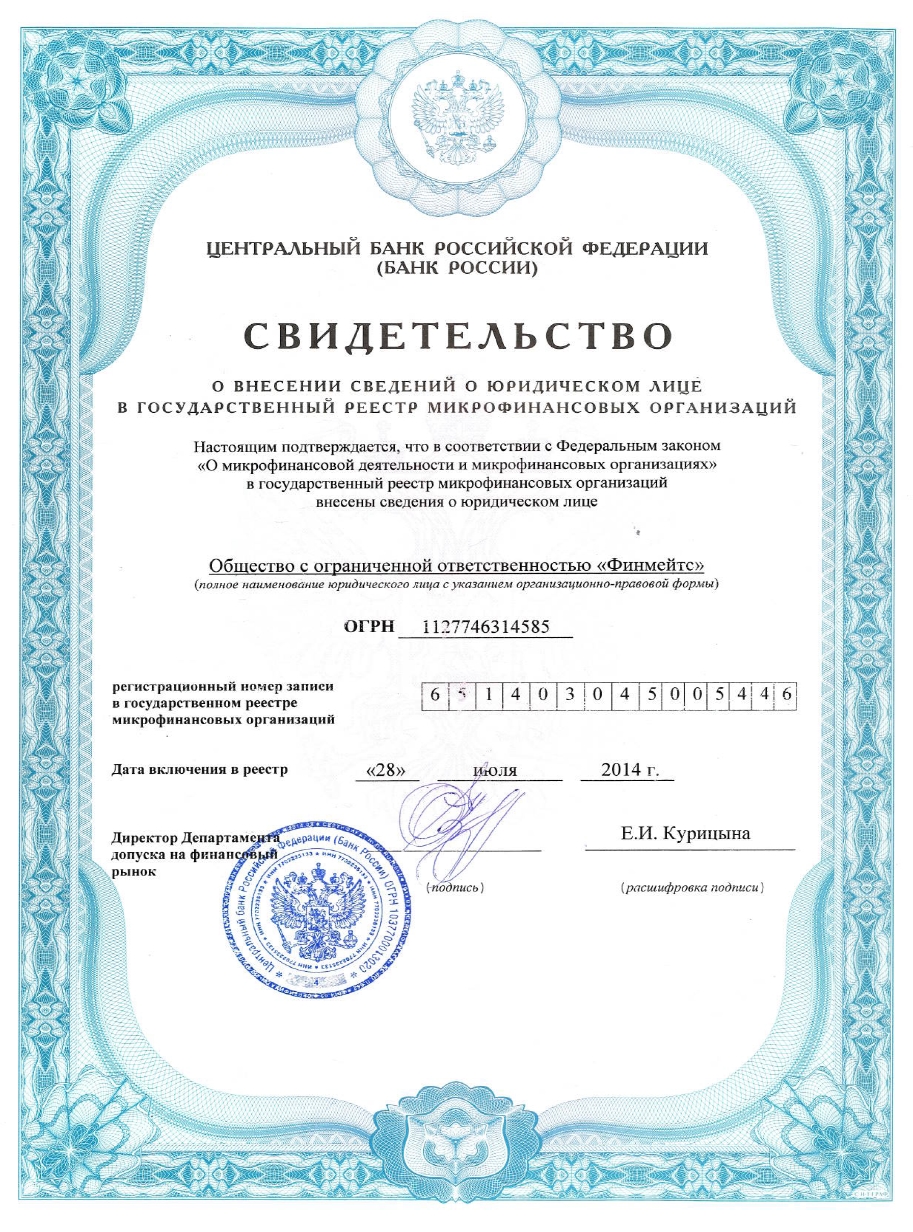 ЦЕНТРАЛЬНЫЙ БАНК РОССИЙСКОЙ ФЕДЕРАЦИИ
(БАНК РОССИИ)
СВИДЕТЕЛЬСТВО
О ВНЕСЕНИИ СВЕДЕНИЙ О ЮРИДИЧЕСКОМ ЛИЦЕ
В ГОСУДАРСТВЕННЫЙ РЕЕСТР МИКРОФИНАНСОВЫХ ОРГАНИЗАЦИЙ
Настоящим подтверждается, что в соответствии с Федеральным законом
«О микрофинансовой деятельности и микрофинансовых организациях»
в государственный реестр микрофинансовых организаций
внесены сведения о юридическом лице
Общество с ограниченной ответственностью «Финмейтс»
(полное наименование юридического лица с указанием организационно-правовой формы)
ОГРН 1127746314585
регистрационный номер записи
в государственном реестре
микрофинансовых организаций
6 5 1 4 0 3 0 4 5 0 0 5 4 4 6
Дата включения в реестр «28» июля 2014 г.
Директор Департамента
допуска на финансовый
рынок
Е.И. Курицына
(подпись) (расшифровка подписи)
Центральный банк Российской Федерации (Банк России) ОГРН 1037700013020
4